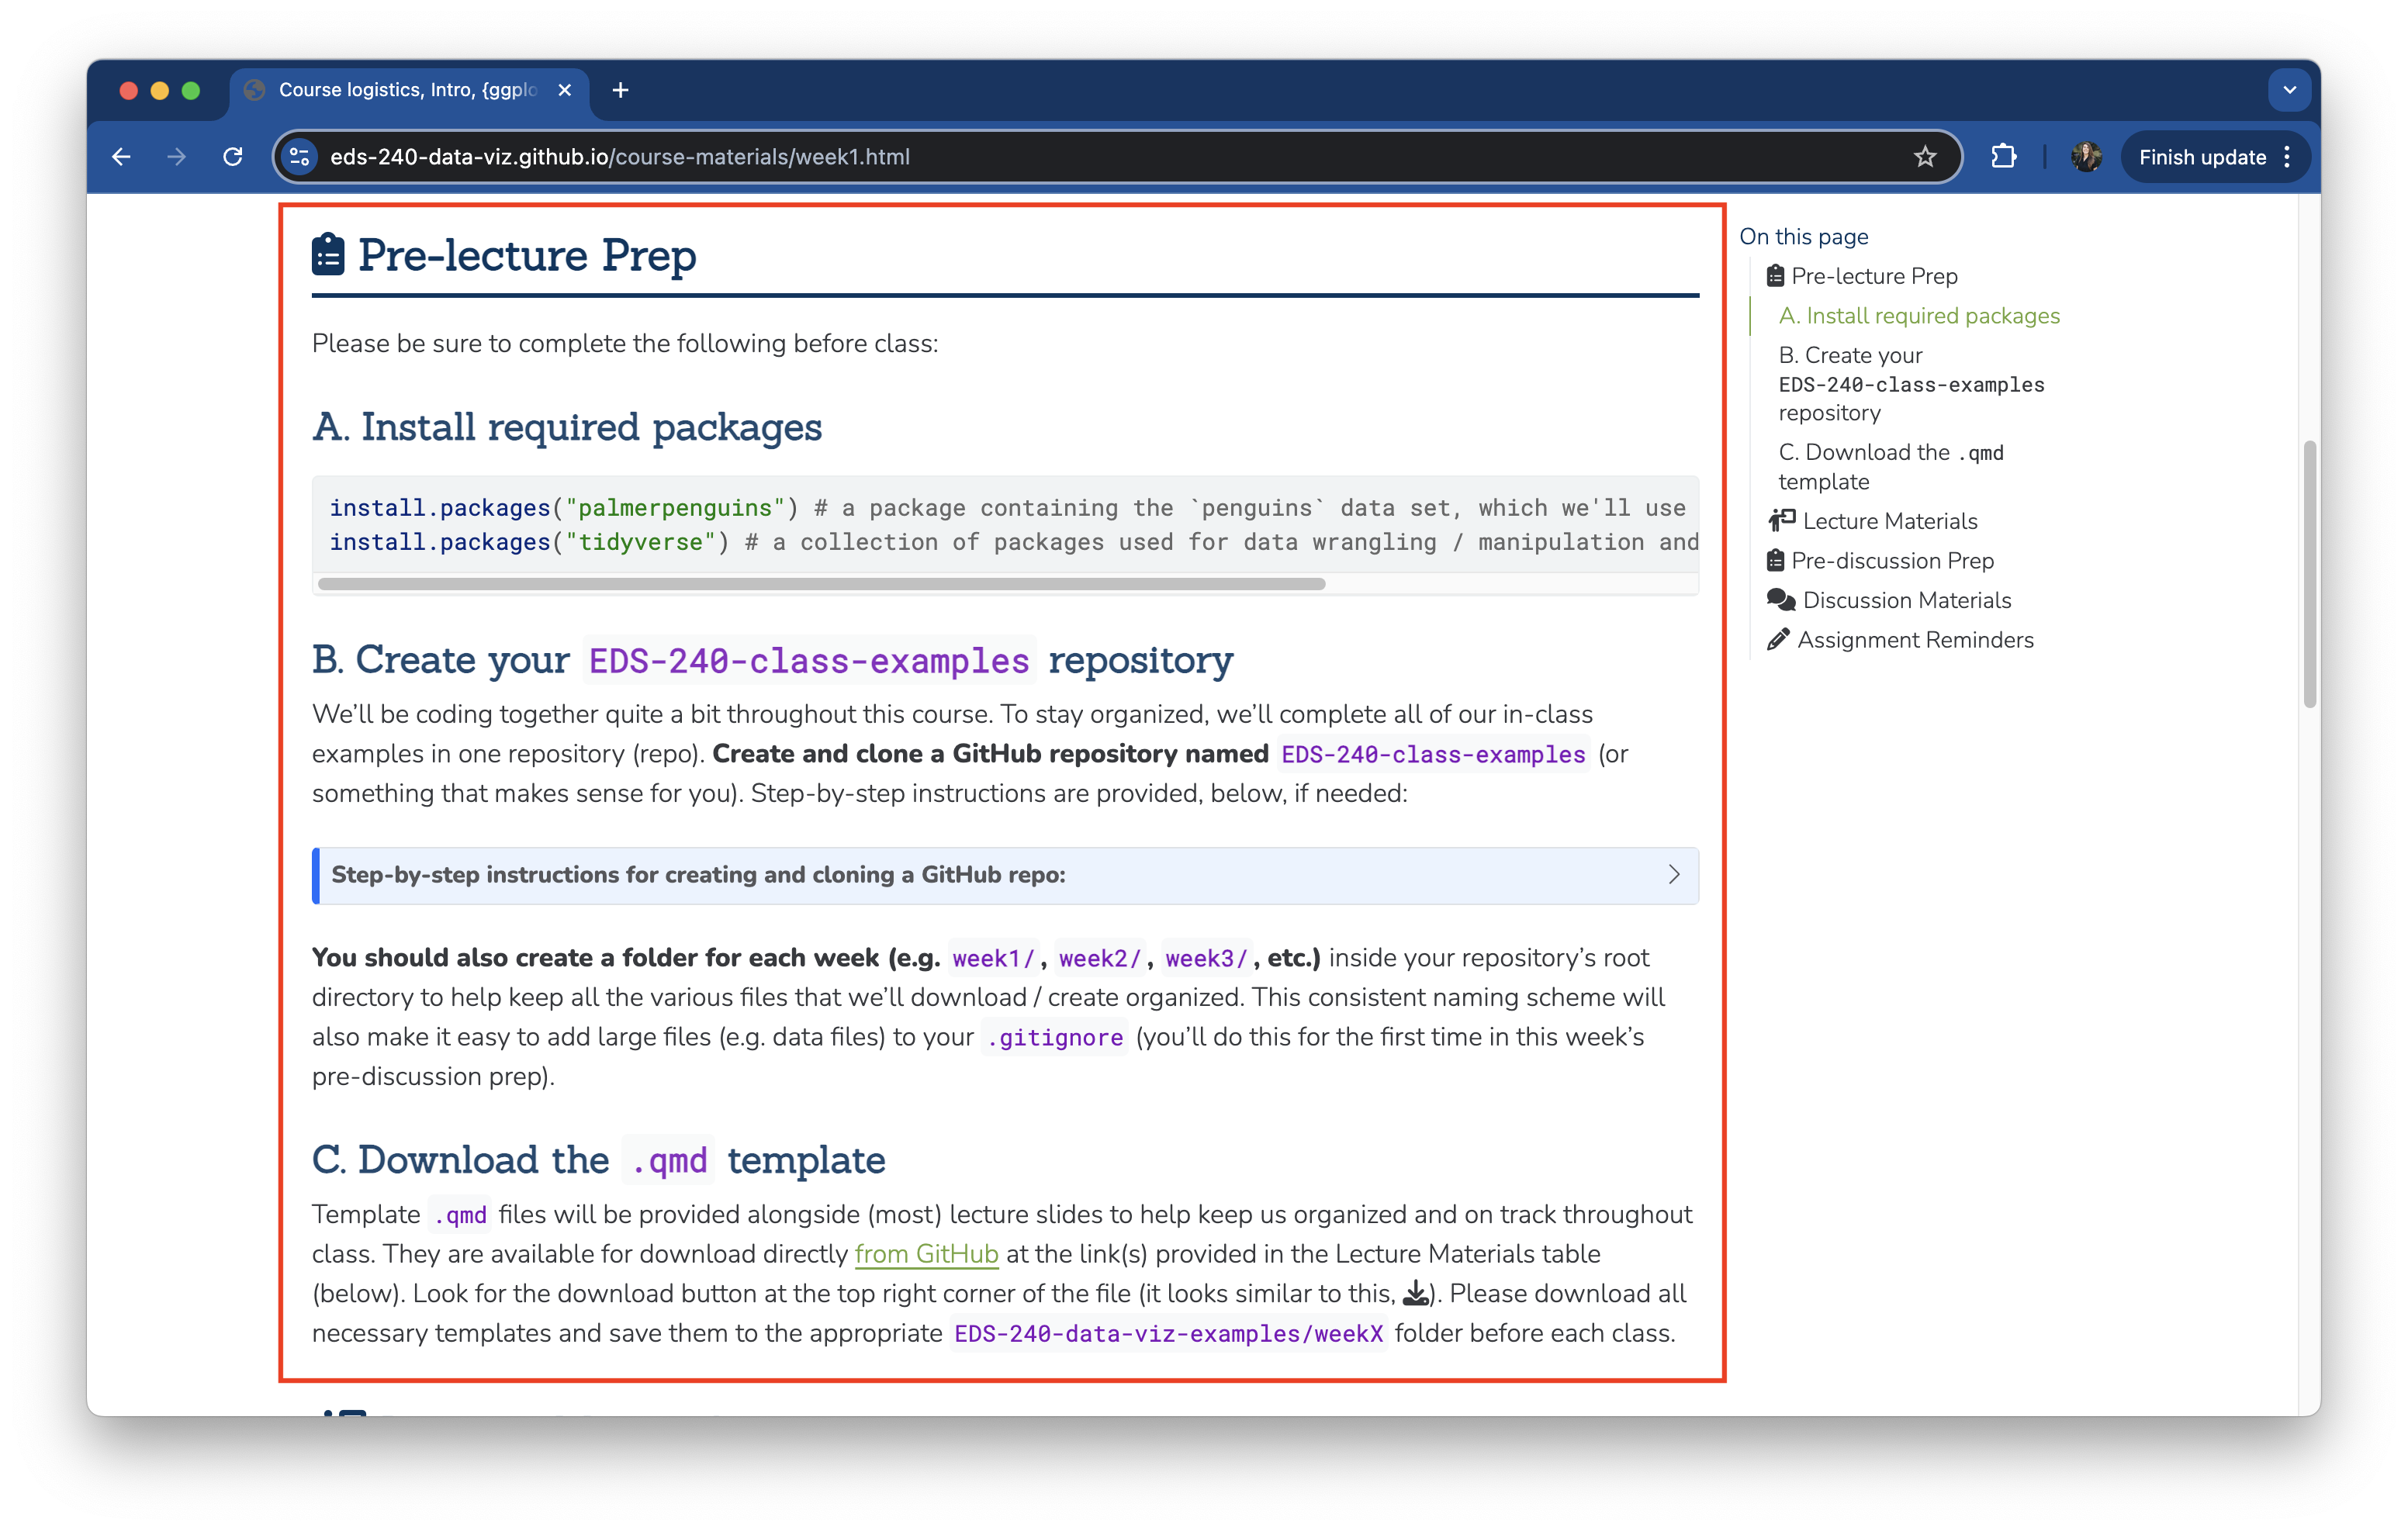 Course logistics, Intro, {ggplo
eds-240-data-viz.github.io/course-materials/week1.html
Finish update
Pre-lecture Prep
Please be sure to complete the following before class:
A. Install required packages
install.packages("palmerpenguins") # a package containing the `penguins` data set, which we'll use
install.packages("tidyverse") # a collection of packages used for data wrangling / manipulation and
B. Create your EDS-240-class-examples repository
We’ll be coding together quite a bit throughout this course. To stay organized, we’ll complete all of our in-class
examples in one repository (repo). Create and clone a GitHub repository named EDS-240-class-examples (or
something that makes sense for you). Step-by-step instructions are provided, below, if needed:
Step-by-step instructions for creating and cloning a GitHub repo:
You should also create a folder for each week (e.g. week1/, week2/, week3/, etc.) inside your repository’s root
directory to help keep all the various files that we’ll download / create organized. This consistent naming scheme will
also make it easy to add large files (e.g. data files) to your .gitignore (you’ll do this for the first time in this week’s
pre-discussion prep).
C. Download the .qmd template
Template .qmd files will be provided alongside (most) lecture slides to help keep us organized and on track throughout
class. They are available for download directly from GitHub at the link(s) provided in the Lecture Materials table
(below). Look for the download button at the top right corner of the file (it looks similar to this, ). Please download all
necessary templates and save them to the appropriate EDS-240-data-viz-examples/weekX folder before each class.
On this page
Pre-lecture Prep
A. Install required packages
B. Create your
EDS-240-class-examples
repository
C. Download the .qmd
template
Lecture Materials
Pre-discussion Prep
Discussion Materials
Assignment Reminders